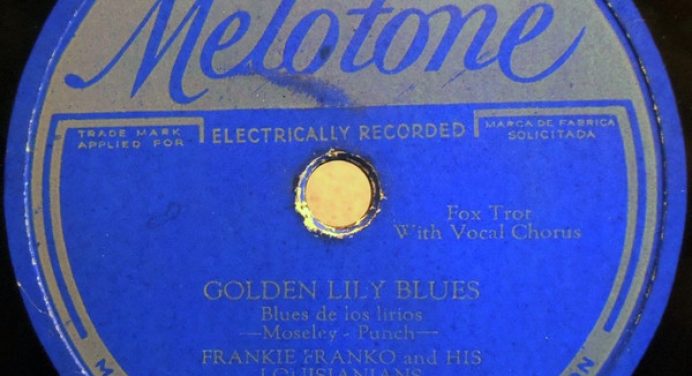 Melotone
TRADE MARK
APPLIED FOR
ELECTRICALLY RECORDED
MARCA DE FABRICA
SOLICITADA
Fox Trot
With Vocal Chorus
GOLDEN LILY BLUES
Blues de los lirios
—Moseley - Punch—
FRANKIE FRANKO and HIS
LOUISIANIANS